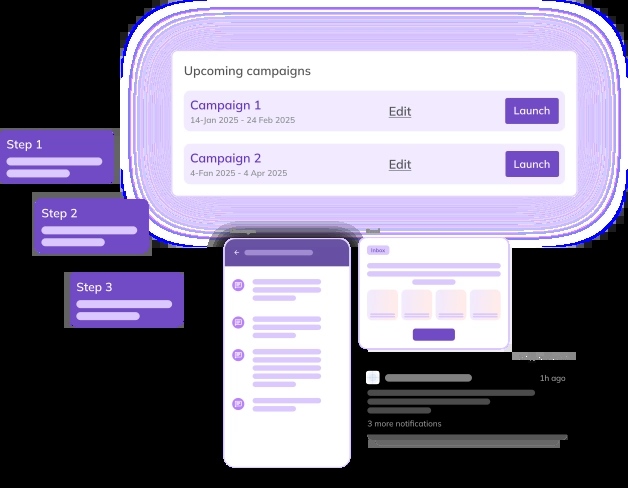 Upcoming campaigns
Campaign 1
14-Jan 2025 - 24 Feb 2025
Edit
Launch
Campaign 2
4-Fan 2025 - 4 Apr 2025
Edit
Launch
Step 1
Step 2
Step 3
Inbox
1h ago
3 more notifications